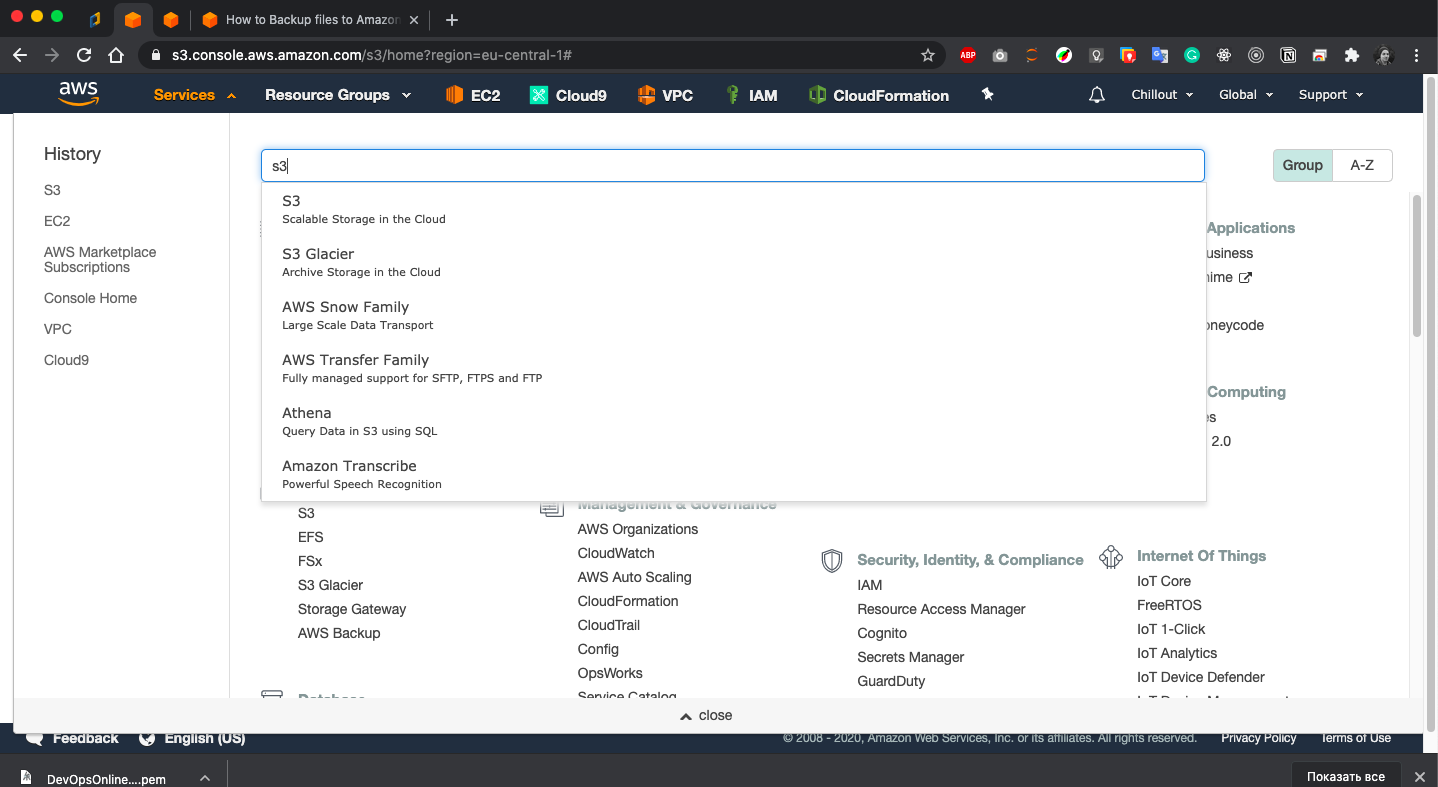 How to Backup files to Amazon
s3.console.aws.amazon.com/s3/home?region=eu-central-1#
ABP
aws
Services
Resource Groups
EC2
Cloud9
VPC
IAM
CloudFormation
Chillout
Global
Support
History
S3
EC2
AWS Marketplace
Subscriptions
Console Home
VPC
Cloud9
s3
Group
A-Z
S3
Scalable Storage in the Cloud
S3 Glacier
Archive Storage in the Cloud
AWS Snow Family
Large Scale Data Transport
AWS Transfer Family
Fully managed support for SFTP, FTPS and FTP
Athena
Query Data in S3 using SQL
Amazon Transcribe
Powerful Speech Recognition
Applications
usiness
hime
oneycode
Computing
es
2.0
S3
EFS
FSx
S3 Glacier
Storage Gateway
AWS Backup
Database
Management & Governance
AWS Organizations
CloudWatch
AWS Auto Scaling
CloudFormation
CloudTrail
Config
OpsWorks
Service Catalog
Security, Identity, & Compliance
IAM
Resource Access Manager
Cognito
Secrets Manager
GuardDuty
Internet Of Things
IoT Core
FreeRTOS
IoT 1-Click
IoT Analytics
IoT Device Defender
IoT Device Management
close
Feedback
English (US)
© 2008 - 2020, Amazon Web Services, Inc. or its affiliates. All rights reserved.
Privacy Policy
Terms of Use
DevOpsOnline....pem
Показать все